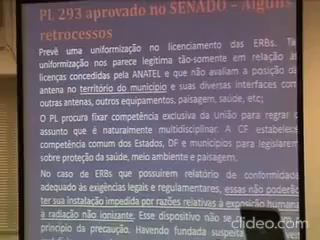 PL 293 aprovado no SENADO – Alguns
retrocessos
Prevê uma uniformização no licenciamento das ERBs. Ta
uniformização nos parece legitima tão-somente em relação às
licenças concedidas pela ANATEL e que não avaliam a posição da
antena no território do município e suas diversas interfaces com
outras antenas, outros equipamentos, paisagem, saúde, etc;
O PL procura fixar competência exclusiva da União para regrar o
assunto que é naturalmente multidisciplinar. A CF estabelece
competência comum dos Estados, DF e municípios para legislarem
sobre proteção da saúde, meio ambiente e paisagem,
No caso de ERBs que possuírem relatório de conformidade
adequado às exigências legais e regulamentares, essas não poderão
ter sua instalação impedida por razões relativas à exposição humana
à radiação não ionizante. Esse dispositivo não se
princípio da precaução. Havendo fundada suspeita
clideo.com